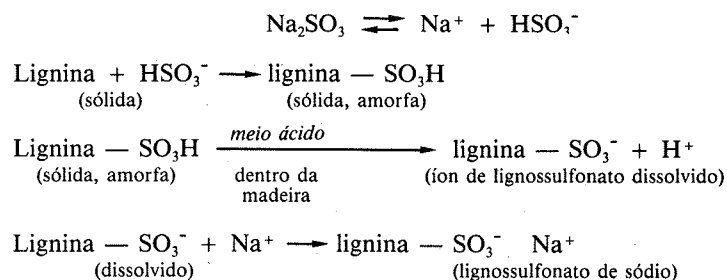 Na₂SO₃ ⇌ Na⁺ + HSO₃⁻
Lignina + HSO₃⁻ ⟶ lignina — SO₃H
(sólida) (sólida, amorfa)
meio ácido
Lignina — SO₃H ⟶ lignina — SO₃⁻ + H⁺
(sólida, amorfa) dentro da (íon de lignossulfonato dissolvido)
madeira
Lignina — SO₃⁻ + Na⁺ ⟶ lignina — SO₃⁻ Na⁺
(dissolvido) (lignossulfonato de sódio)